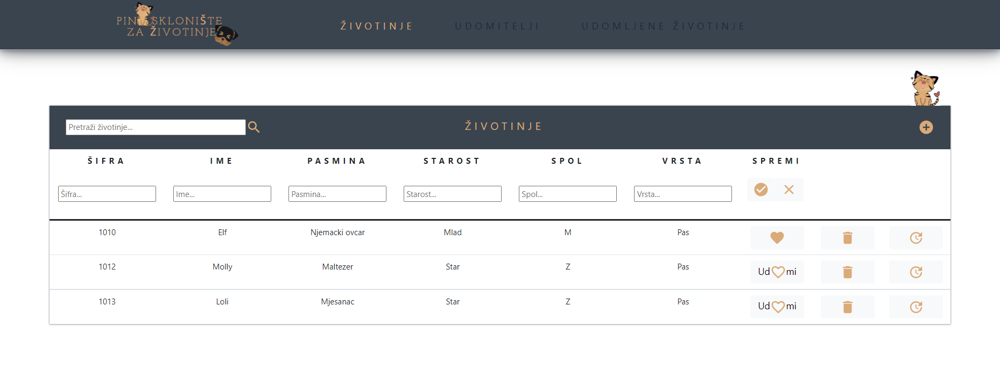 PIN SKLONIŠTE
ZA ŽIVOTINJE
ŽIVOTINJE UDOMITELJI UDOMLJENE ŽIVOTINJE
Pretraži životinje... ŽIVOTINJE
ŠIFRA IME PASMINA STAROST SPOL VRSTA SPREMI
Šifra... Ime... Pasmina... Starost... Spol... Vrsta...
1010 Elf Njemacki ovcar Mlad M Pas
1012 Molly Maltezer Star Z Pas Ud mi
1013 Loli Mjesanac Star Z Pas Ud mi